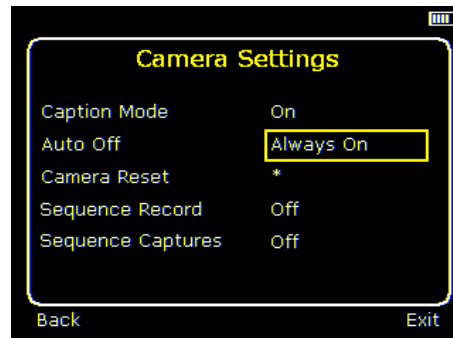 Camera Settings
Caption Mode On
Auto Off Always On
Camera Reset *
Sequence Record Off
Sequence Captures Off
Back Exit